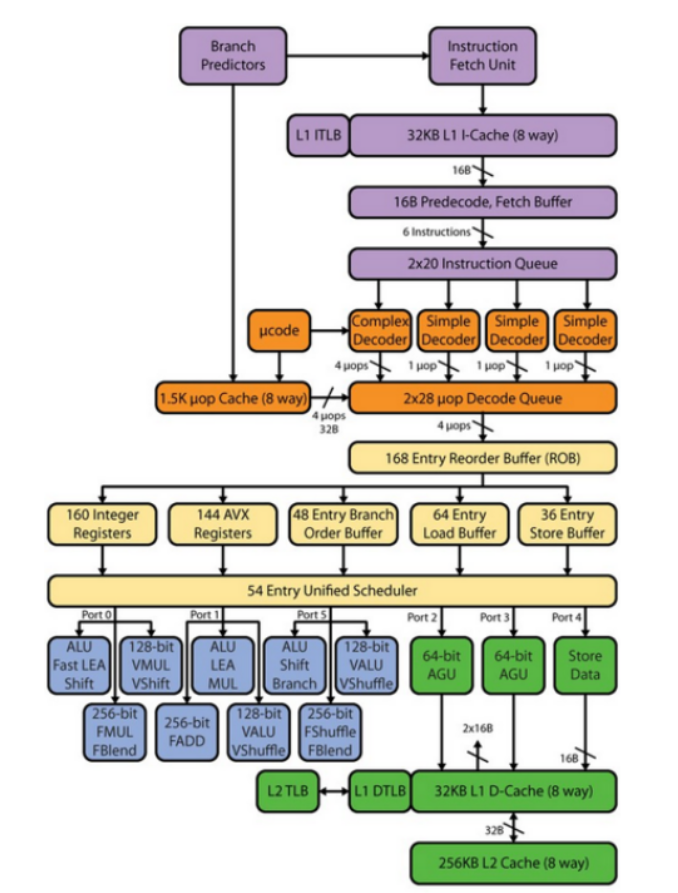 Branch
Predictors
Instruction
Fetch Unit
L1 ITLB
32KB L1 I-Cache (8 way)
16B
16B Predecode, Fetch Buffer
6 Instructions
2x20 Instruction Queue
µcode
Complex
Decoder
Simple
Decoder
Simple
Decoder
Simple
Decoder
4 µops
1 µop
1 µop
1 µop
1.5K µop Cache (8 way)
4 µops
32B
2x28 µop Decode Queue
4 µops
168 Entry Reorder Buffer (ROB)
160 Integer
Registers
144 AVX
Registers
48 Entry Branch
Order Buffer
64 Entry
Load Buffer
36 Entry
Store Buffer
54 Entry Unified Scheduler
Port 0
Port 1
Port 5
Port 2
Port 3
Port 4
ALU
Fast LEA
Shift
128-bit
VMUL
VShift
ALU
LEA
MUL
ALU
Shift
Branch
128-bit
VALU
VShuffle
64-bit
AGU
64-bit
AGU
Store
Data
256-bit
FMUL
FBlend
256-bit
FADD
128-bit
VALU
VShuffle
256-bit
FShuffle
FBlend
2x16B
16B
L2 TLB
L1 DTLB
32KB L1 D-Cache (8 way)
32B
256KB L2 Cache (8 way)